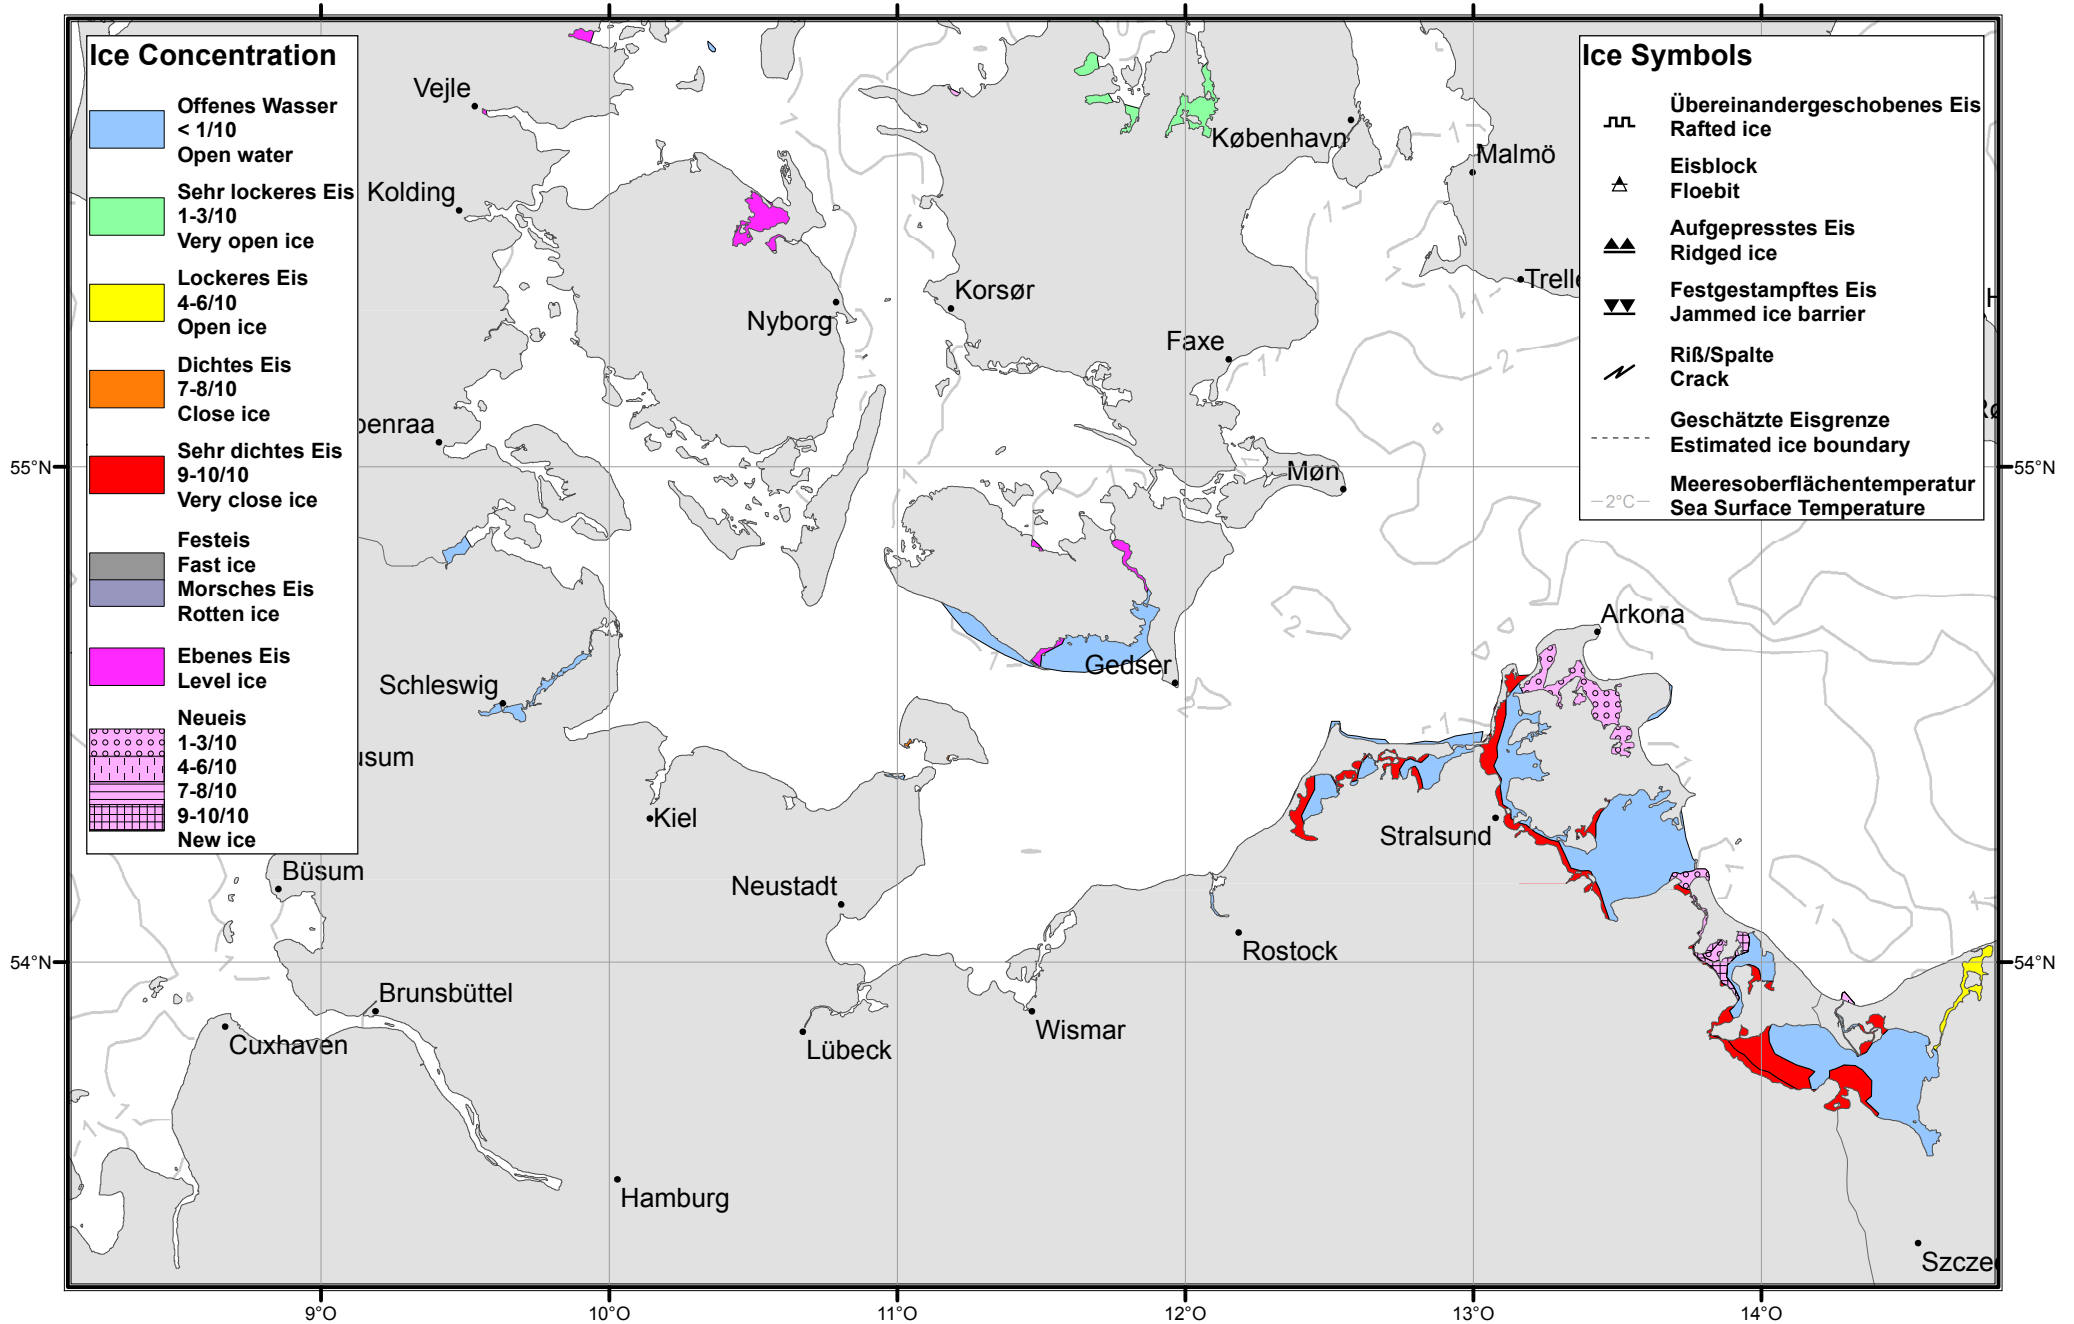 Ice Concentration
Offenes Wasser
< 1/10
Open water
Sehr lockeres Eis
1-3/10
Very open ice
Lockeres Eis
4-6/10
Open ice
Dichtes Eis
7-8/10
Close ice
Sehr dichtes Eis
9-10/10
Very close ice
Festeis
Fast ice
Morsches Eis
Rotten ice
Ebenes Eis
Level ice
Neueis
1-3/10
4-6/10
7-8/10
9-10/10
New ice
Ice Symbols
Übereinandergeschobenes Eis
Rafted ice
Eisblock
Floebit
Aufgepresstes Eis
Ridged ice
Festgestampftes Eis
Jammed ice barrier
Riß/Spalte
Crack
Geschätzte Eisgrenze
Estimated ice boundary
Meeresoberflächentemperatur
2°C
Sea Surface Temperature
Vejle
København
Malmö
Kolding
Trelle
Korsør
Nyborg
Faxe
penraa
Møn
55°N
55°N
Arkona
Gedser
Schleswig
usum
Kiel
Stralsund
Büsum
Neustadt
Rostock
54°N
54°N
Brunsbüttel
Cuxhaven
Wismar
Lübeck
Hamburg
Szcze
9°O
10°O
11°O
12°O
13°O
14°O